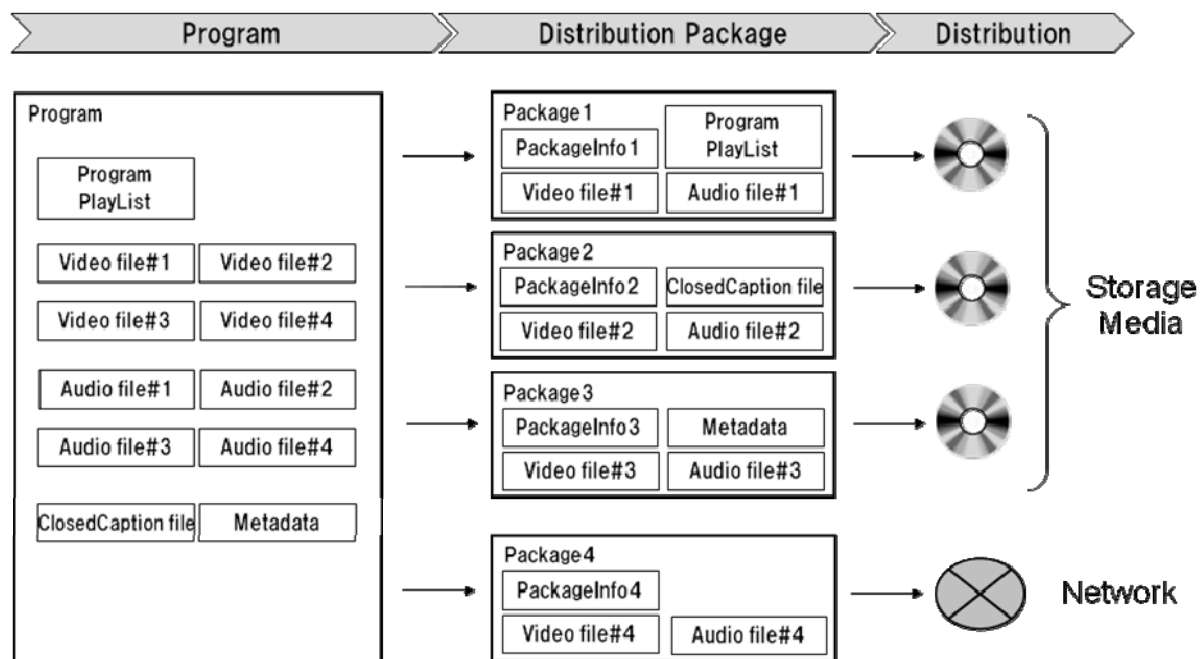 Program
Distribution Package
Distribution
Program
Program
PlayList
Video file#1
Video file#2
Video file#3
Video file#4
Audio file#1
Audio file#2
Audio file#3
Audio file#4
ClosedCaption file
Metadata
Package 1
PackageInfo 1
Program
PlayList
Video file#1
Audio file#1
Package 2
PackageInfo 2
ClosedCaption file
Video file#2
Audio file#2
Package 3
PackageInfo 3
Metadata
Video file#3
Audio file#3
Package 4
PackageInfo 4
Video file#4
Audio file#4
Storage
Media
Network